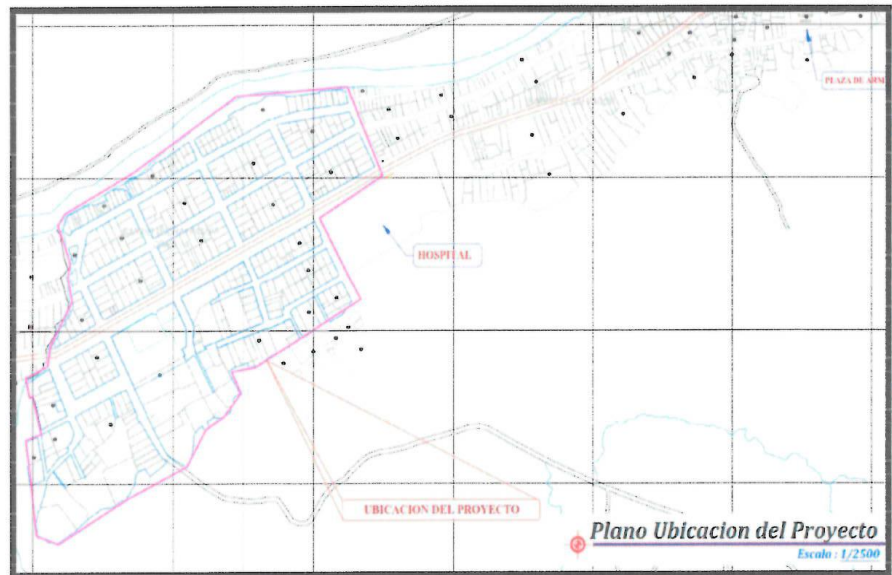 PLAZA DE ARM
HOSPITAL
UBICACION DEL PROYECTO
Plano Ubicacion del Proyecto
Escala : 1/2500